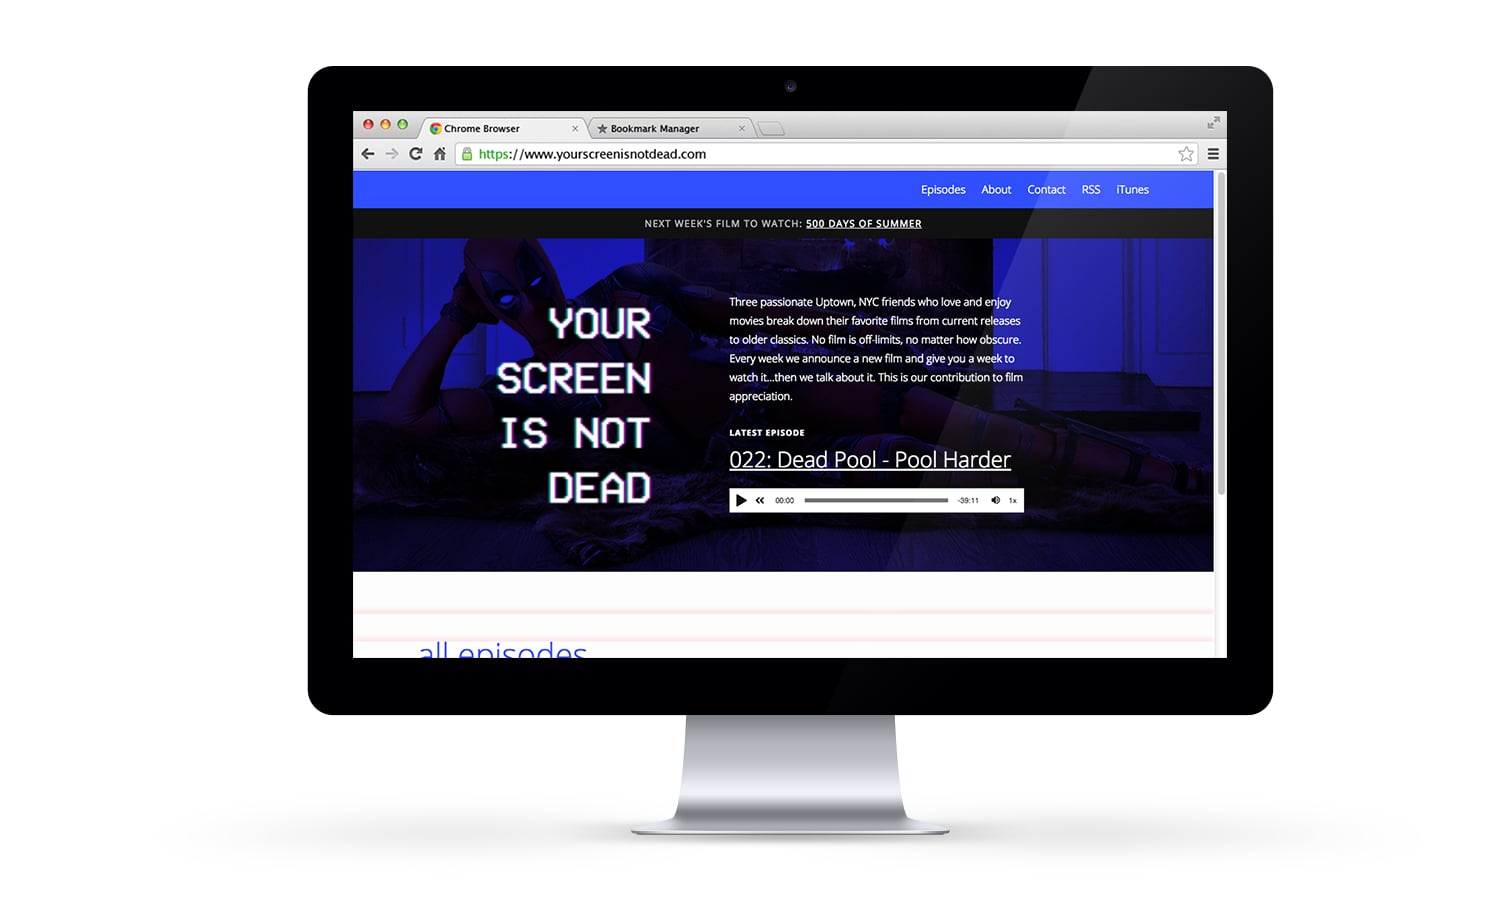 Chrome Browser
Bookmark Manager
https://www.yourscreenisnotdead.com
Episodes About Contact RSS iTunes
NEXT WEEK'S FILM TO WATCH: 500 DAYS OF SUMMER
YOUR
SCREEN
IS NOT
DEAD
Three passionate Uptown, NYC friends who love and enjoy
movies break down their favorite films from current releases
to older classics. No film is off-limits, no matter how obscure.
Every week we announce a new film and give you a week to
watch it...then we talk about it. This is our contribution to film
appreciation.
LATEST EPISODE
022: Dead Pool - Pool Harder
00:00 -39:11 1x
all episodes